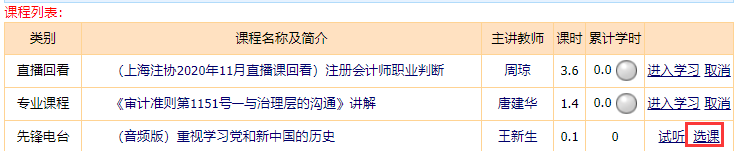 课程列表:
类别 课程名称及简介 主讲教师 课时 累计学时
直播回看 （上海注协2020年11月直播课回看）注册会计师职业判断 周琼 3.6 0.0 进入学习 取消
专业课程 《审计准则第1151号—与治理层的沟通》讲解 唐建华 1.4 0.0 进入学习 取消
先锋电台 （音频版）重视学习党和新中国的历史 王新生 0.1 0 试听 选课